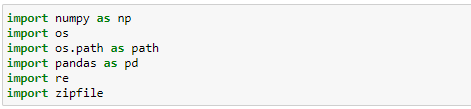 import numpy as np
import os
import os.path as path
import pandas as pd
import re
import zipfile